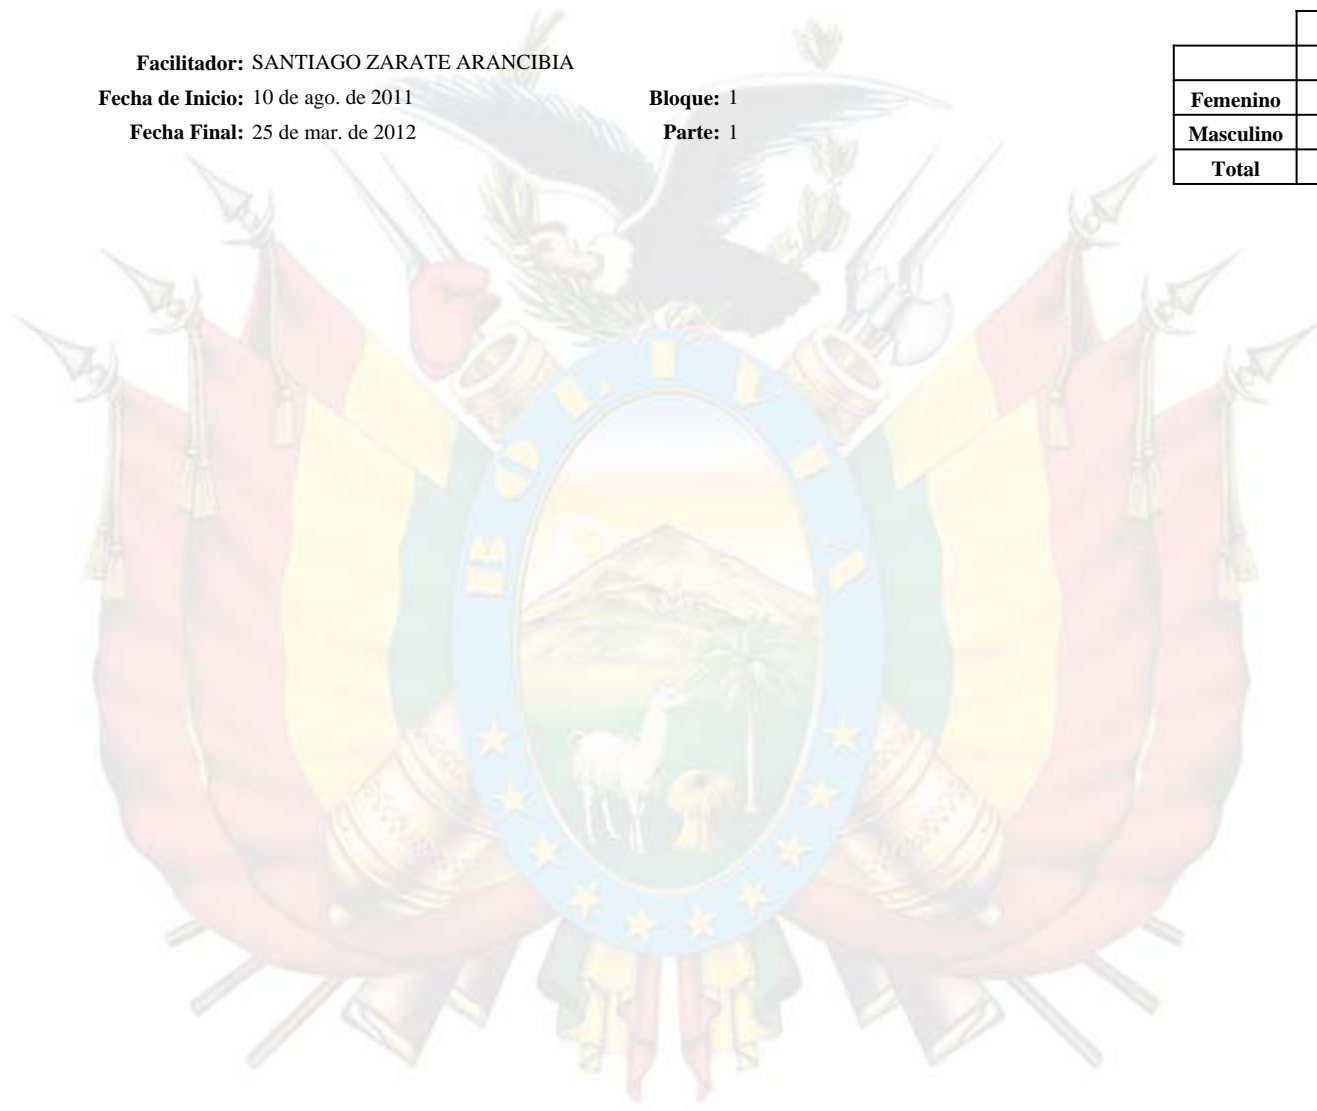 Facilitador: SANTIAGO ZARATE ARANCIBIA
Fecha de Inicio: 10 de ago. de 2011 Bloque: 1
Fecha Final: 25 de mar. de 2012 Parte: 1
Femenino
Masculino
Total
BOLIVIA